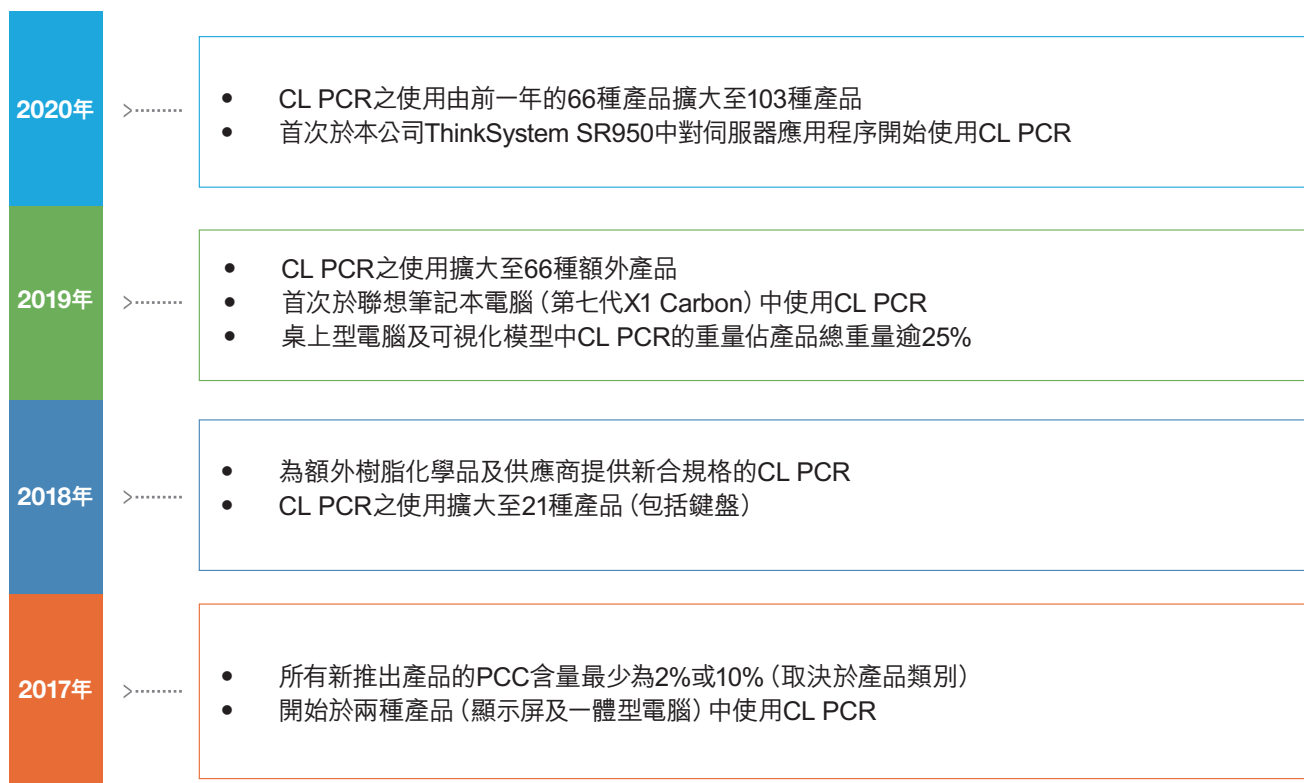 2020年
• CL PCR之使用由前一年的66種產品擴大至103種產品
• 首次於本公司ThinkSystem SR950中對伺服器應用程序開始使用CL PCR
2019年
• CL PCR之使用擴大至66種額外產品
• 首次於聯想筆記本電腦(第七代X1 Carbon)中使用CL PCR
• 桌上型電腦及可視化模型中CL PCR的重量佔產品總重量逾25%
2018年
• 為額外樹脂化學品及供應商提供新合規格的CL PCR
• CL PCR之使用擴大至21種產品(包括鍵盤)
2017年
• 所有新推出產品的PCC含量最少為2%或10%(取決於產品類別)
• 開始於兩種產品(顯示屏及一體型電腦)中使用CL PCR